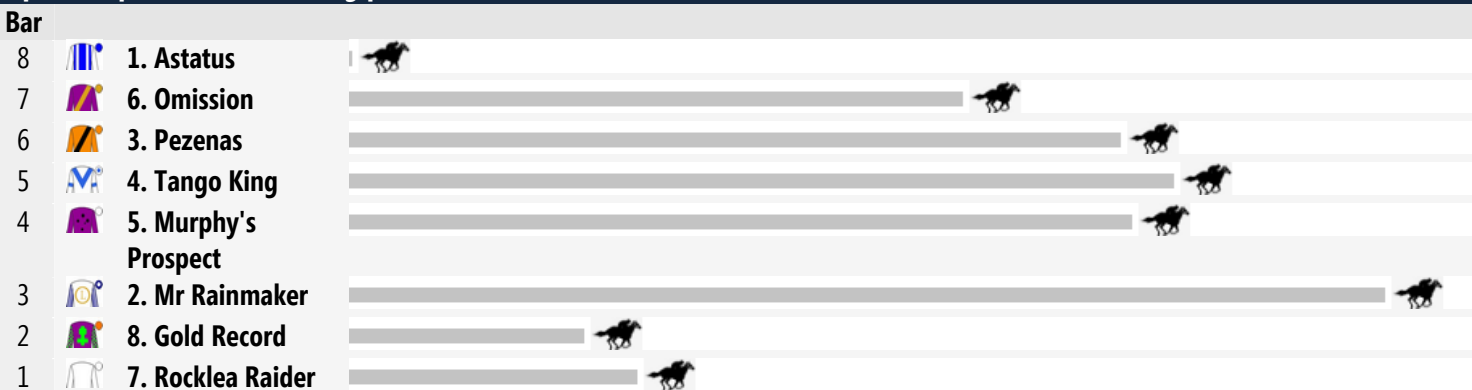 Bar
8 1. Astatus
7 6. Omission
6 3. Pezenas
5 4. Tango King
4 5. Murphy's
Prospect
3 2. Mr Rainmaker
2 8. Gold Record
1 7. Rocklea Raider